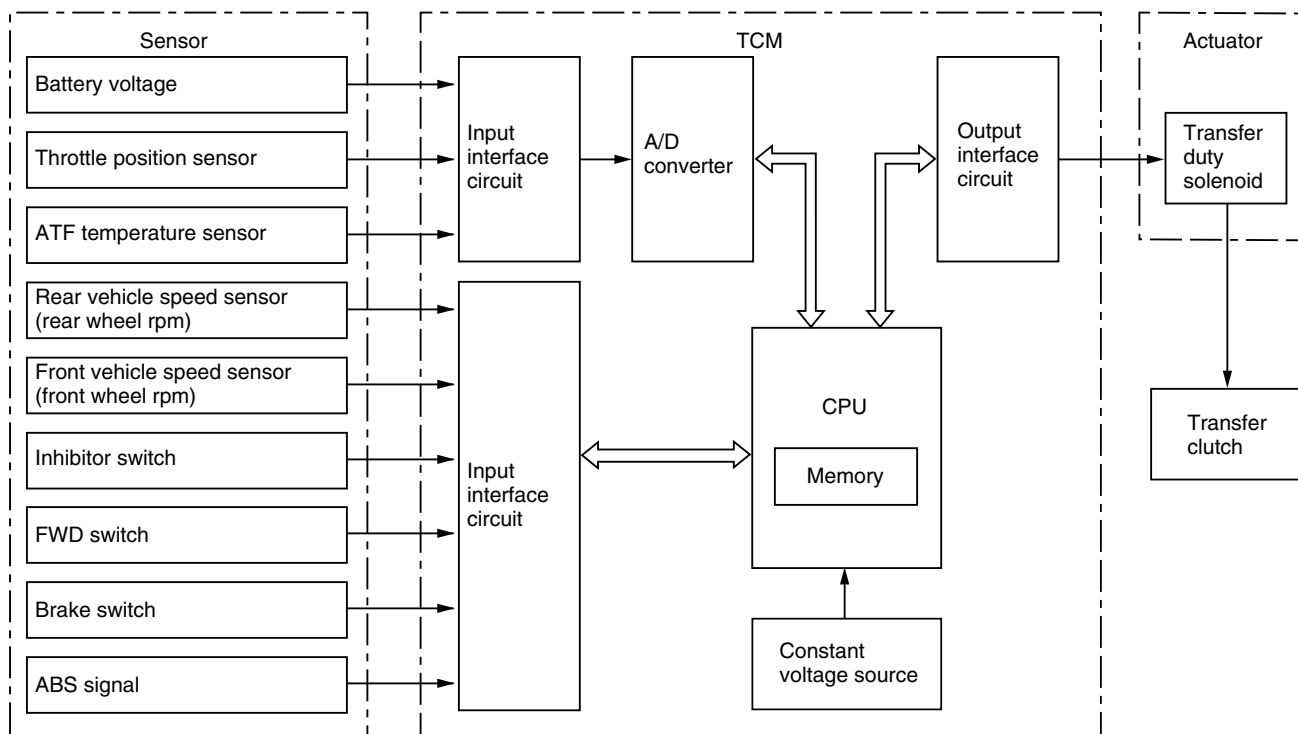 Sensor
Battery voltage
Throttle position sensor
ATF temperature sensor
Rear vehicle speed sensor
(rear wheel rpm)
Front vehicle speed sensor
(front wheel rpm)
Inhibitor switch
FWD switch
Brake switch
ABS signal
TCM
Input
interface
circuit
A/D
converter
Output
interface
circuit
Input
interface
circuit
CPU
Memory
Constant
voltage source
Actuator
Transfer
duty
solenoid
Transfer
clutch